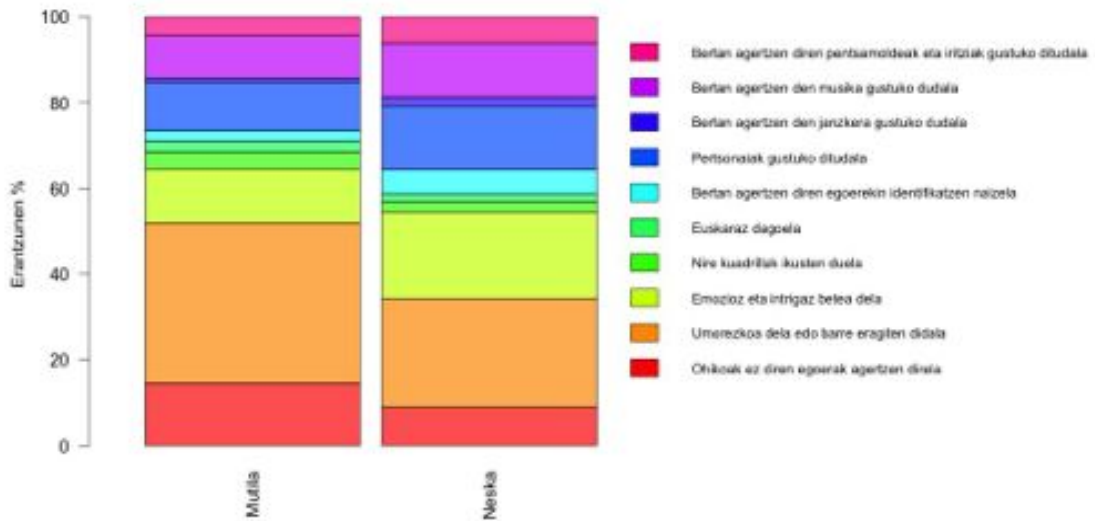 100
80
60
40
20
0
Erantzunen %
Mutila
Neska
Bertan agertzen diren pentsamoldeak eta iritziak gustuko ditudala
Bertan agertzen den musika gustuko dudala
Bertan agertzen den janzkera gustuko dudala
Pertsonaiak gustuko ditudala
Bertan agertzen diren egoerekin identifikatzen naizela
Euskaraz dagoela
Nire kuadrillak ikusten duela
Emozioz eta intrigaz betea dela
Umorezkoa dela edo barre eragiten didala
Ohikoak ez diren egoerak agertzen direla